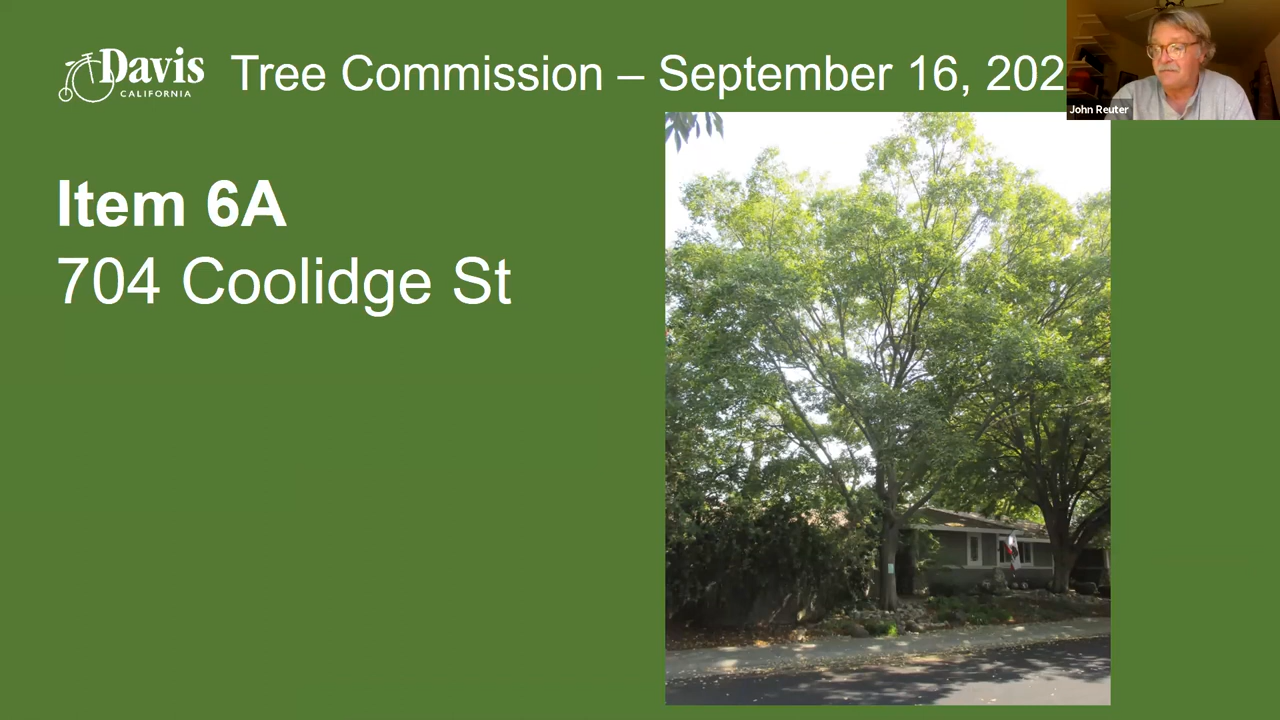 Davis
CALIFORNIA
Tree Commission – September 16, 202
John Reuter
Item 6A
704 Coolidge St